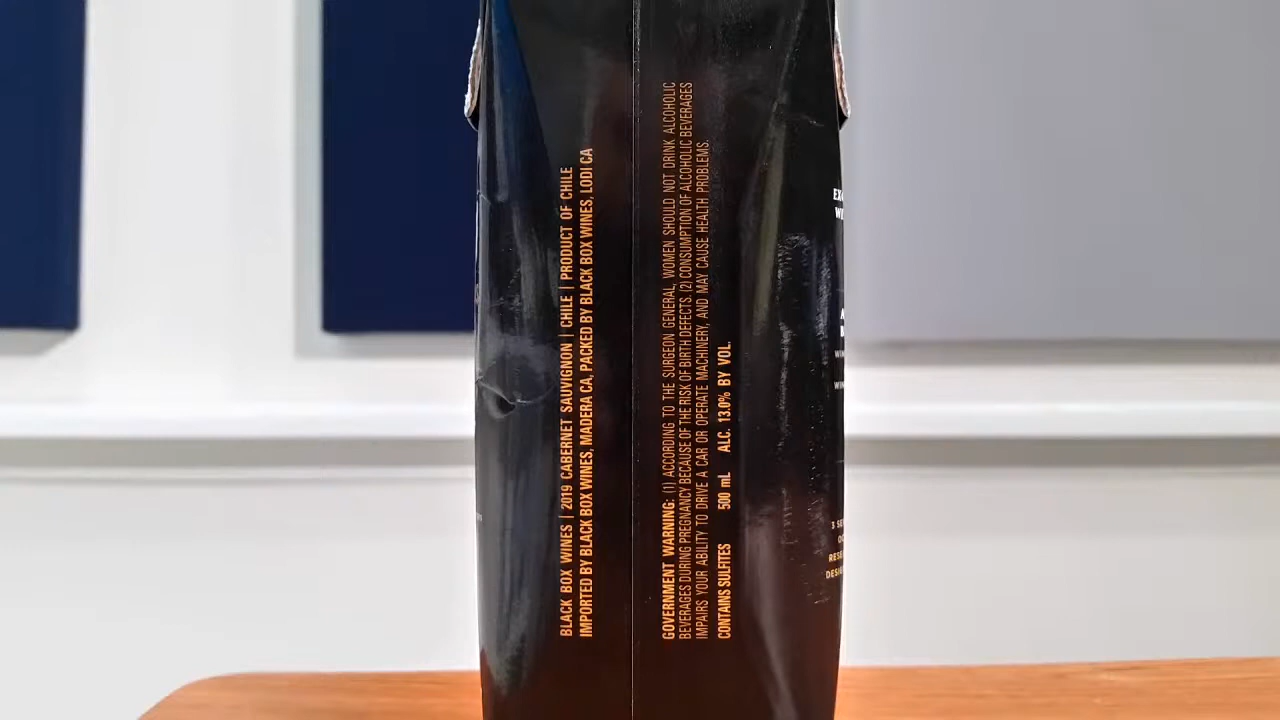 BLACK BOX WINES | 2019 CABERNET SAUVIGNON | CHILE | PRODUCT OF CHILE
IMPORTED BY BLACK BOX WINES, MADERA CA, PACKED BY BLACK BOX WINES, LODI CA
GOVERNMENT WARNING: (1) ACCORDING TO THE SURGEON GENERAL, WOMEN SHOULD NOT DRINK ALCOHOLIC
BEVERAGES DURING PREGNANCY BECAUSE OF THE RISK OF BIRTH DEFECTS. (2) CONSUMPTION OF ALCOHOLIC BEVERAGES
IMPAIRS YOUR ABILITY TO DRIVE A CAR OR OPERATE MACHINERY, AND MAY CAUSE HEALTH PROBLEMS.
CONTAINS SULFITES 500 mL ALC. 13.0% BY VOL.